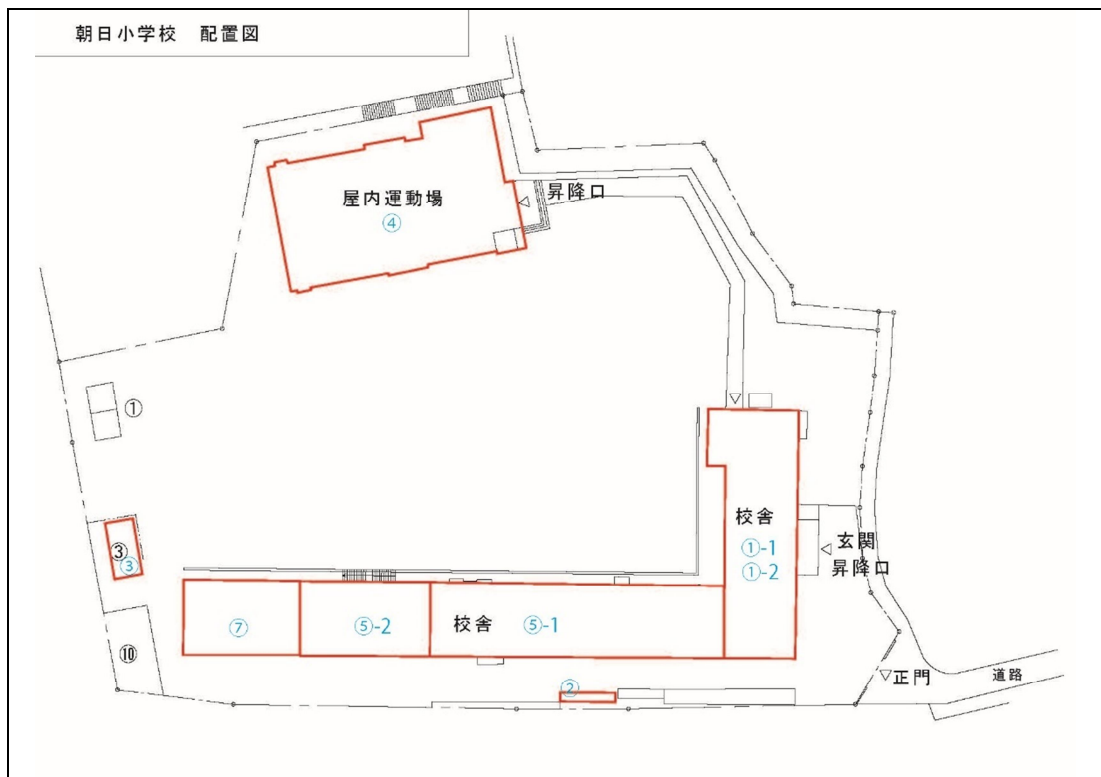 朝日小学校 配置図
屋内運動場
④
昇降口
①
校舎
①-1
①-2
玄関
昇降口
③
③
⑦
⑤-2
校舎 ⑤-1
⑩
②
正門
道路